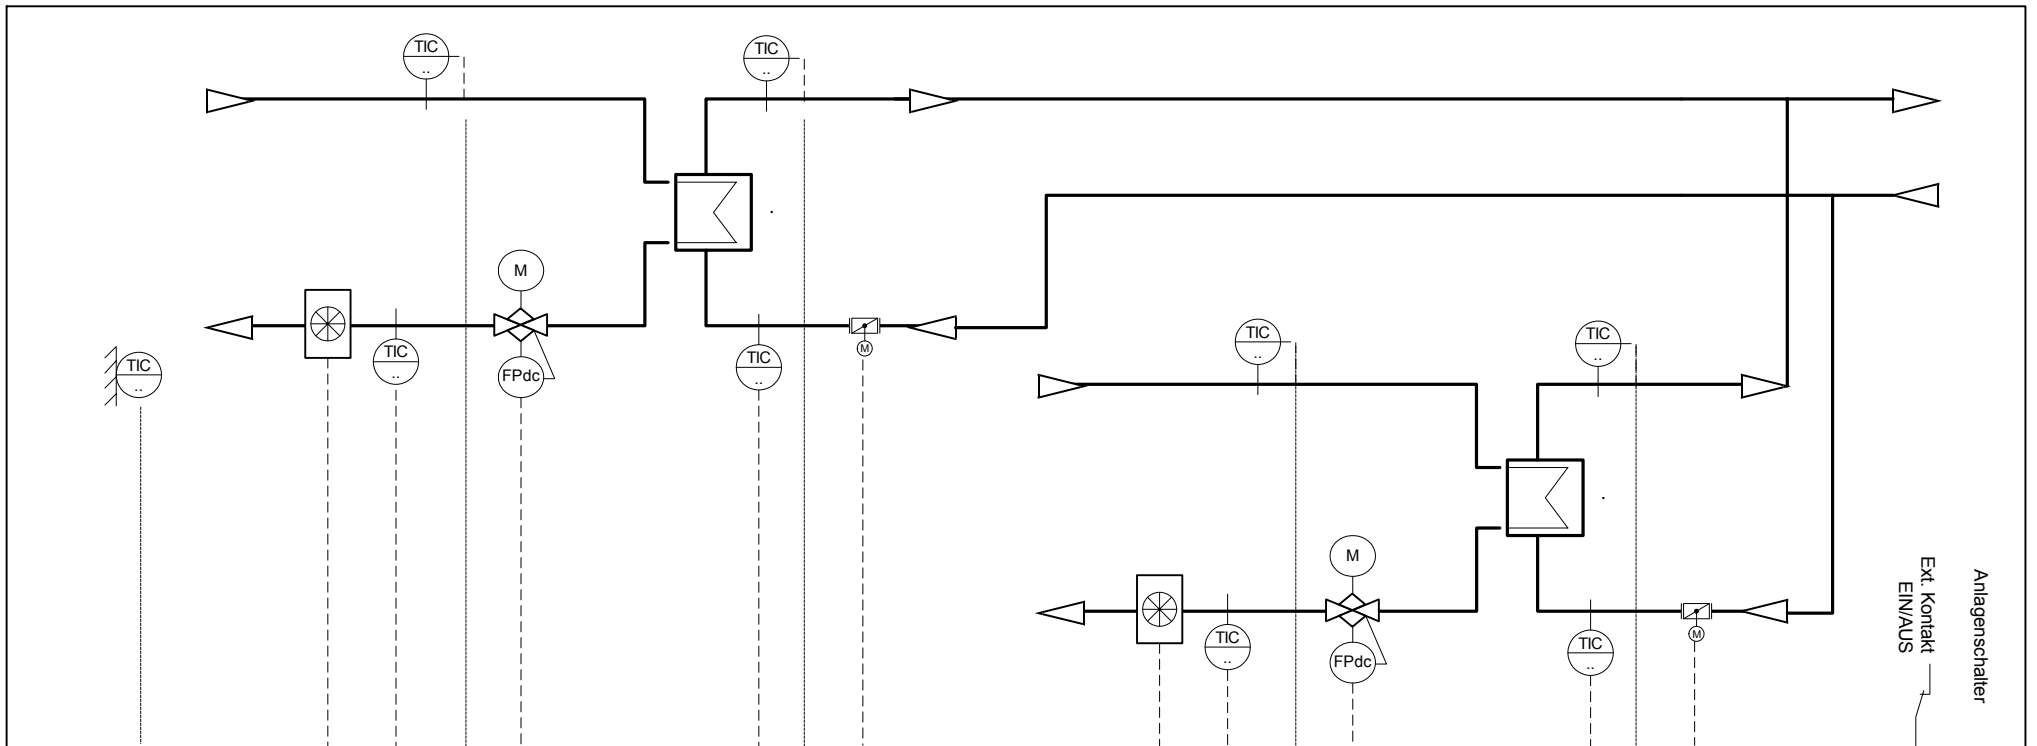 TIC
..
TIC
..
M
TIC
..
TIC
..
TIC
..
FPdc
TIC
..
M
TIC
..
TIC
..
M
TIC
..
FPdc
TIC
..
M
Anlagenschalter
Ext. Kontakt
EIN/AUS